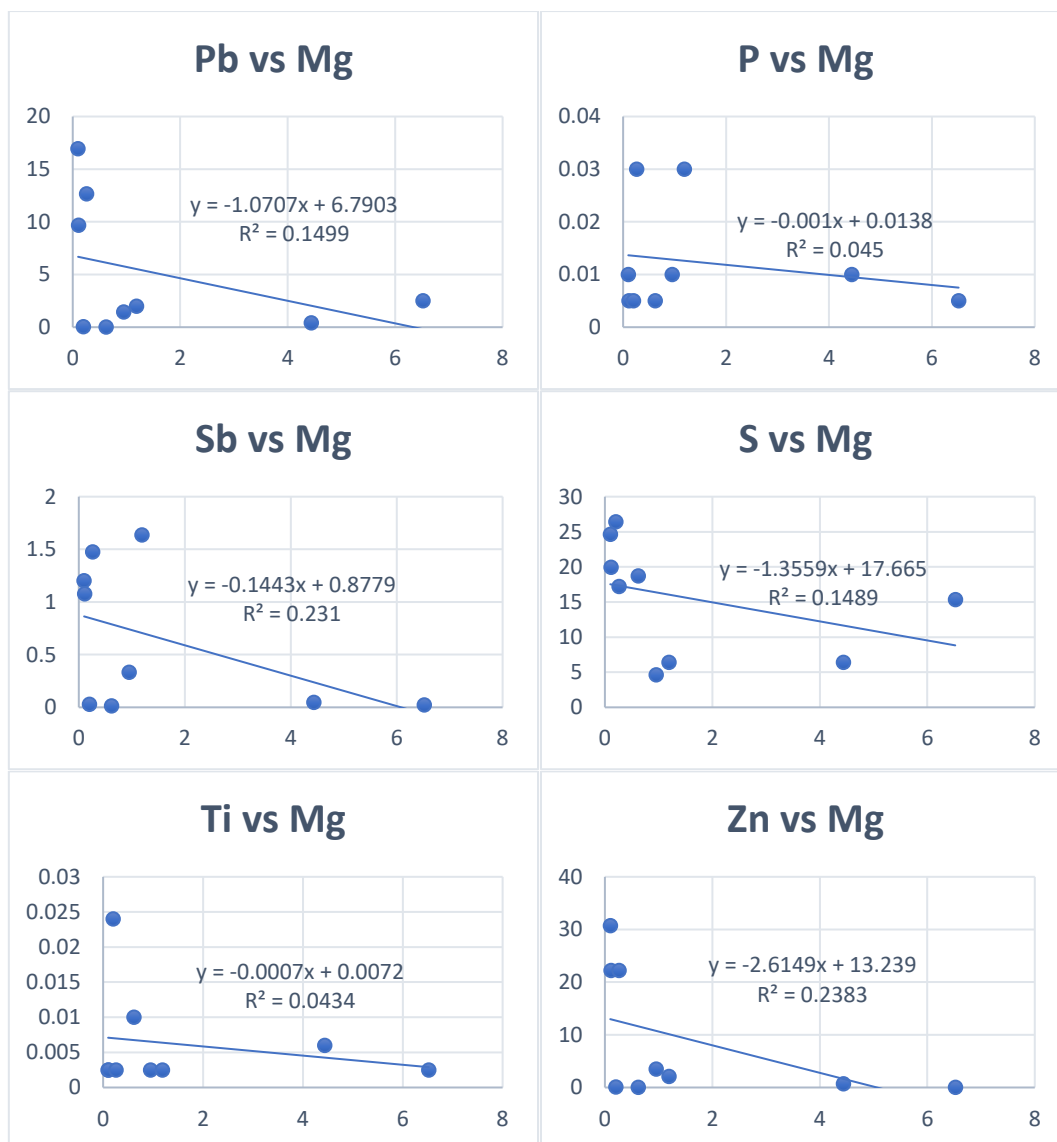 Pb vs Mg
20
15
10
5
0
0 2 4 6 8
y = -1.0707x + 6.7903
R² = 0.1499
P vs Mg
0.04
0.03
0.02
0.01
0
0 2 4 6 8
y = -0.001x + 0.0138
R² = 0.045
Sb vs Mg
2
1.5
1
0.5
0
0 2 4 6 8
y = -0.1443x + 0.8779
R² = 0.231
S vs Mg
30
25
20
15
10
5
0
0 2 4 6 8
y = -1.3559x + 17.665
R² = 0.1489
Ti vs Mg
0.03
0.025
0.02
0.015
0.01
0.005
0
0 2 4 6 8
y = -0.0007x + 0.0072
R² = 0.0434
Zn vs Mg
40
30
20
10
0
0 2 4 6 8
y = -2.6149x + 13.239
R² = 0.2383